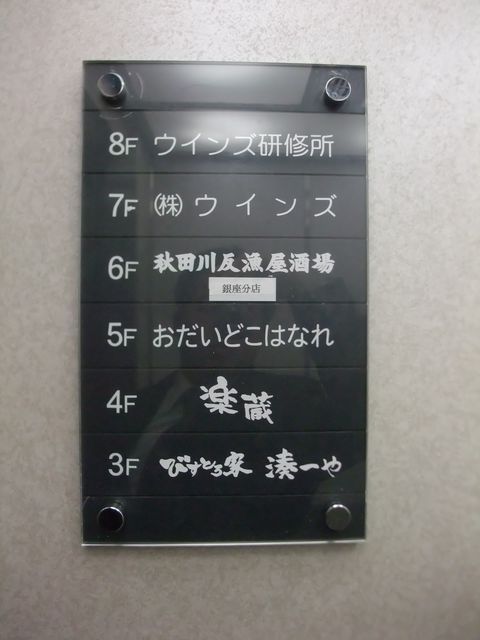 8F ウインズ研修所
7F ㈱ウインズ
6F 秋田川反漁屋酒場
銀座分店
5F おだいどこはなれ
4F 楽蔵
3F びすとろ家 湊一や